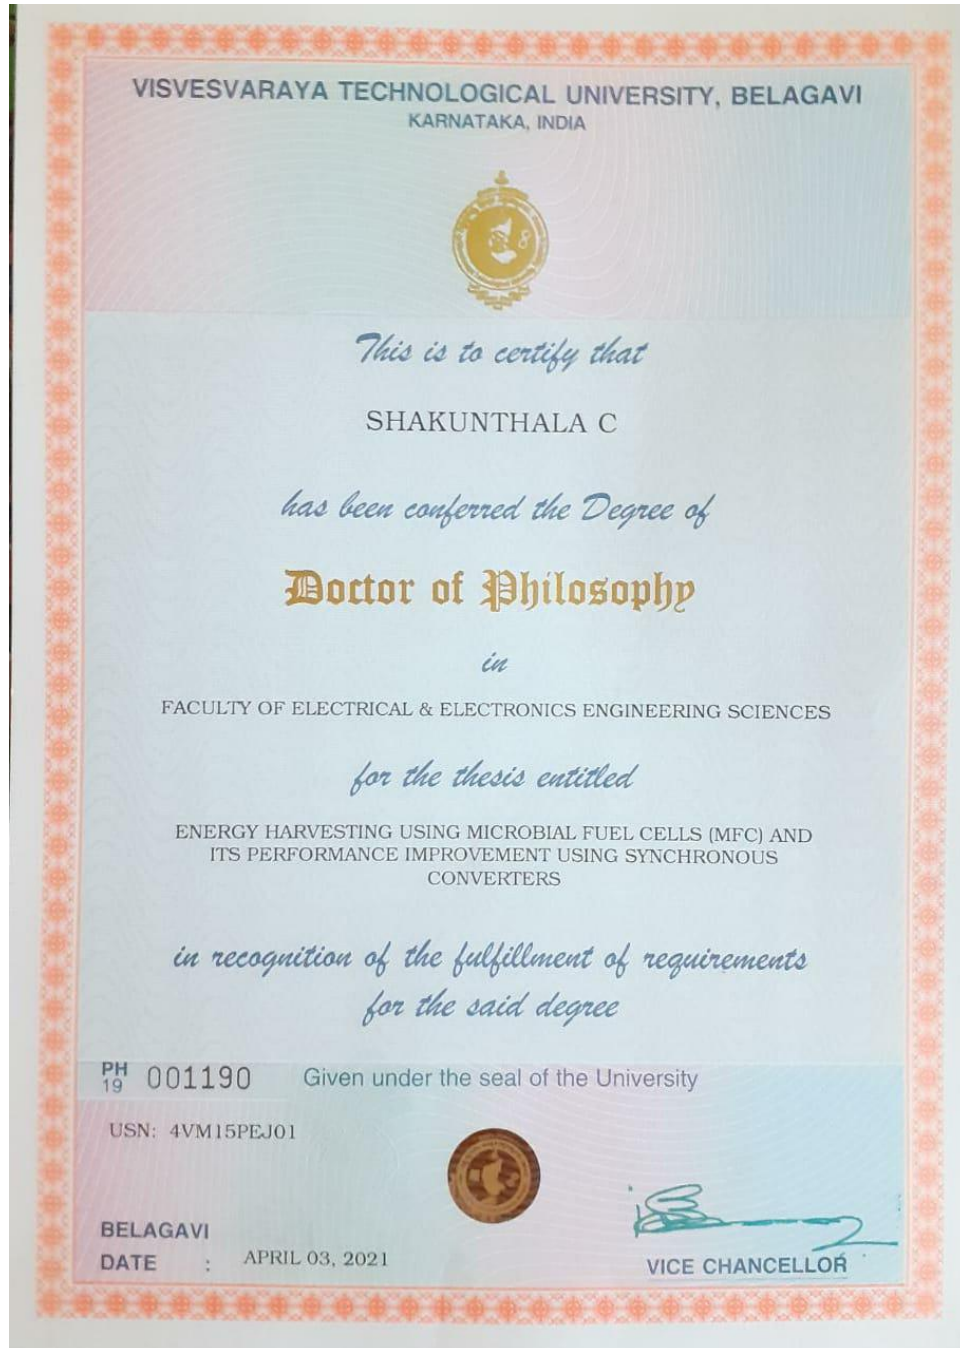 VISVESVARAYA TECHNOLOGICAL UNIVERSITY, BELAGAVI
KARNATAKA, INDIA
This is to certify that
SHAKUNTHALA C
has been conferred the Degree of
Doctor of Philosophy
in
FACULTY OF ELECTRICAL & ELECTRONICS ENGINEERING SCIENCES
for the thesis entitled
ENERGY HARVESTING USING MICROBIAL FUEL CELLS (MFC) AND
ITS PERFORMANCE IMPROVEMENT USING SYNCHRONOUS
CONVERTERS
in recognition of the fulfillment of requirements
for the said degree
PH 19 001190 Given under the seal of the University
USN: 4VM15PEJ01
BELAGAVI
DATE : APRIL 03, 2021
VICE CHANCELLOR